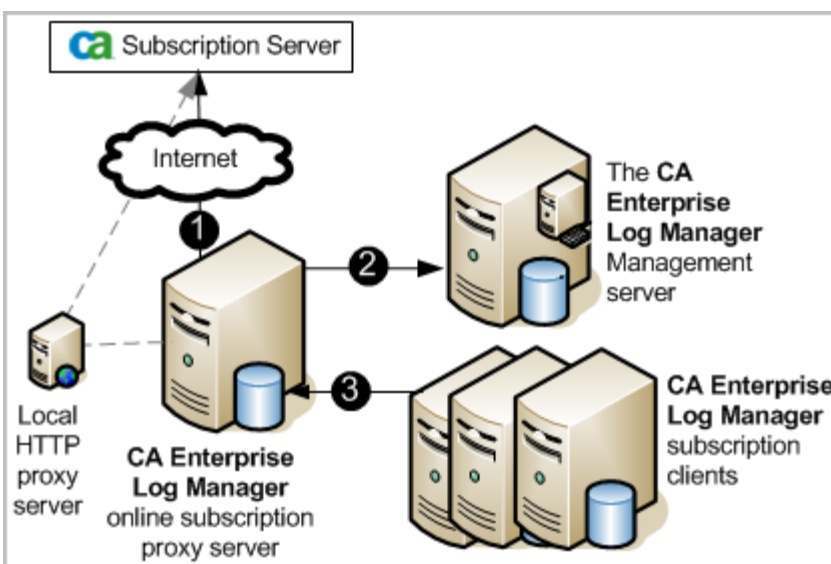 ca Subscription Server
Internet
1
2
The CA
Enterprise
Log Manager
Management
server
3
Local
HTTP
proxy
server
CA Enterprise
Log Manager
online subscription
proxy server
CA Enterprise
Log Manager
subscription
clients